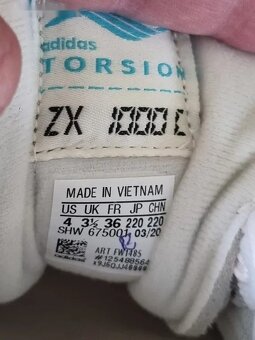 adidas
TORSION
ZX 1000 C
MADE IN VIETNAM
US UK FR JP CHN
4 3½ 36 220 220
SHW 675001 03/20
ART FW1485
#125488564